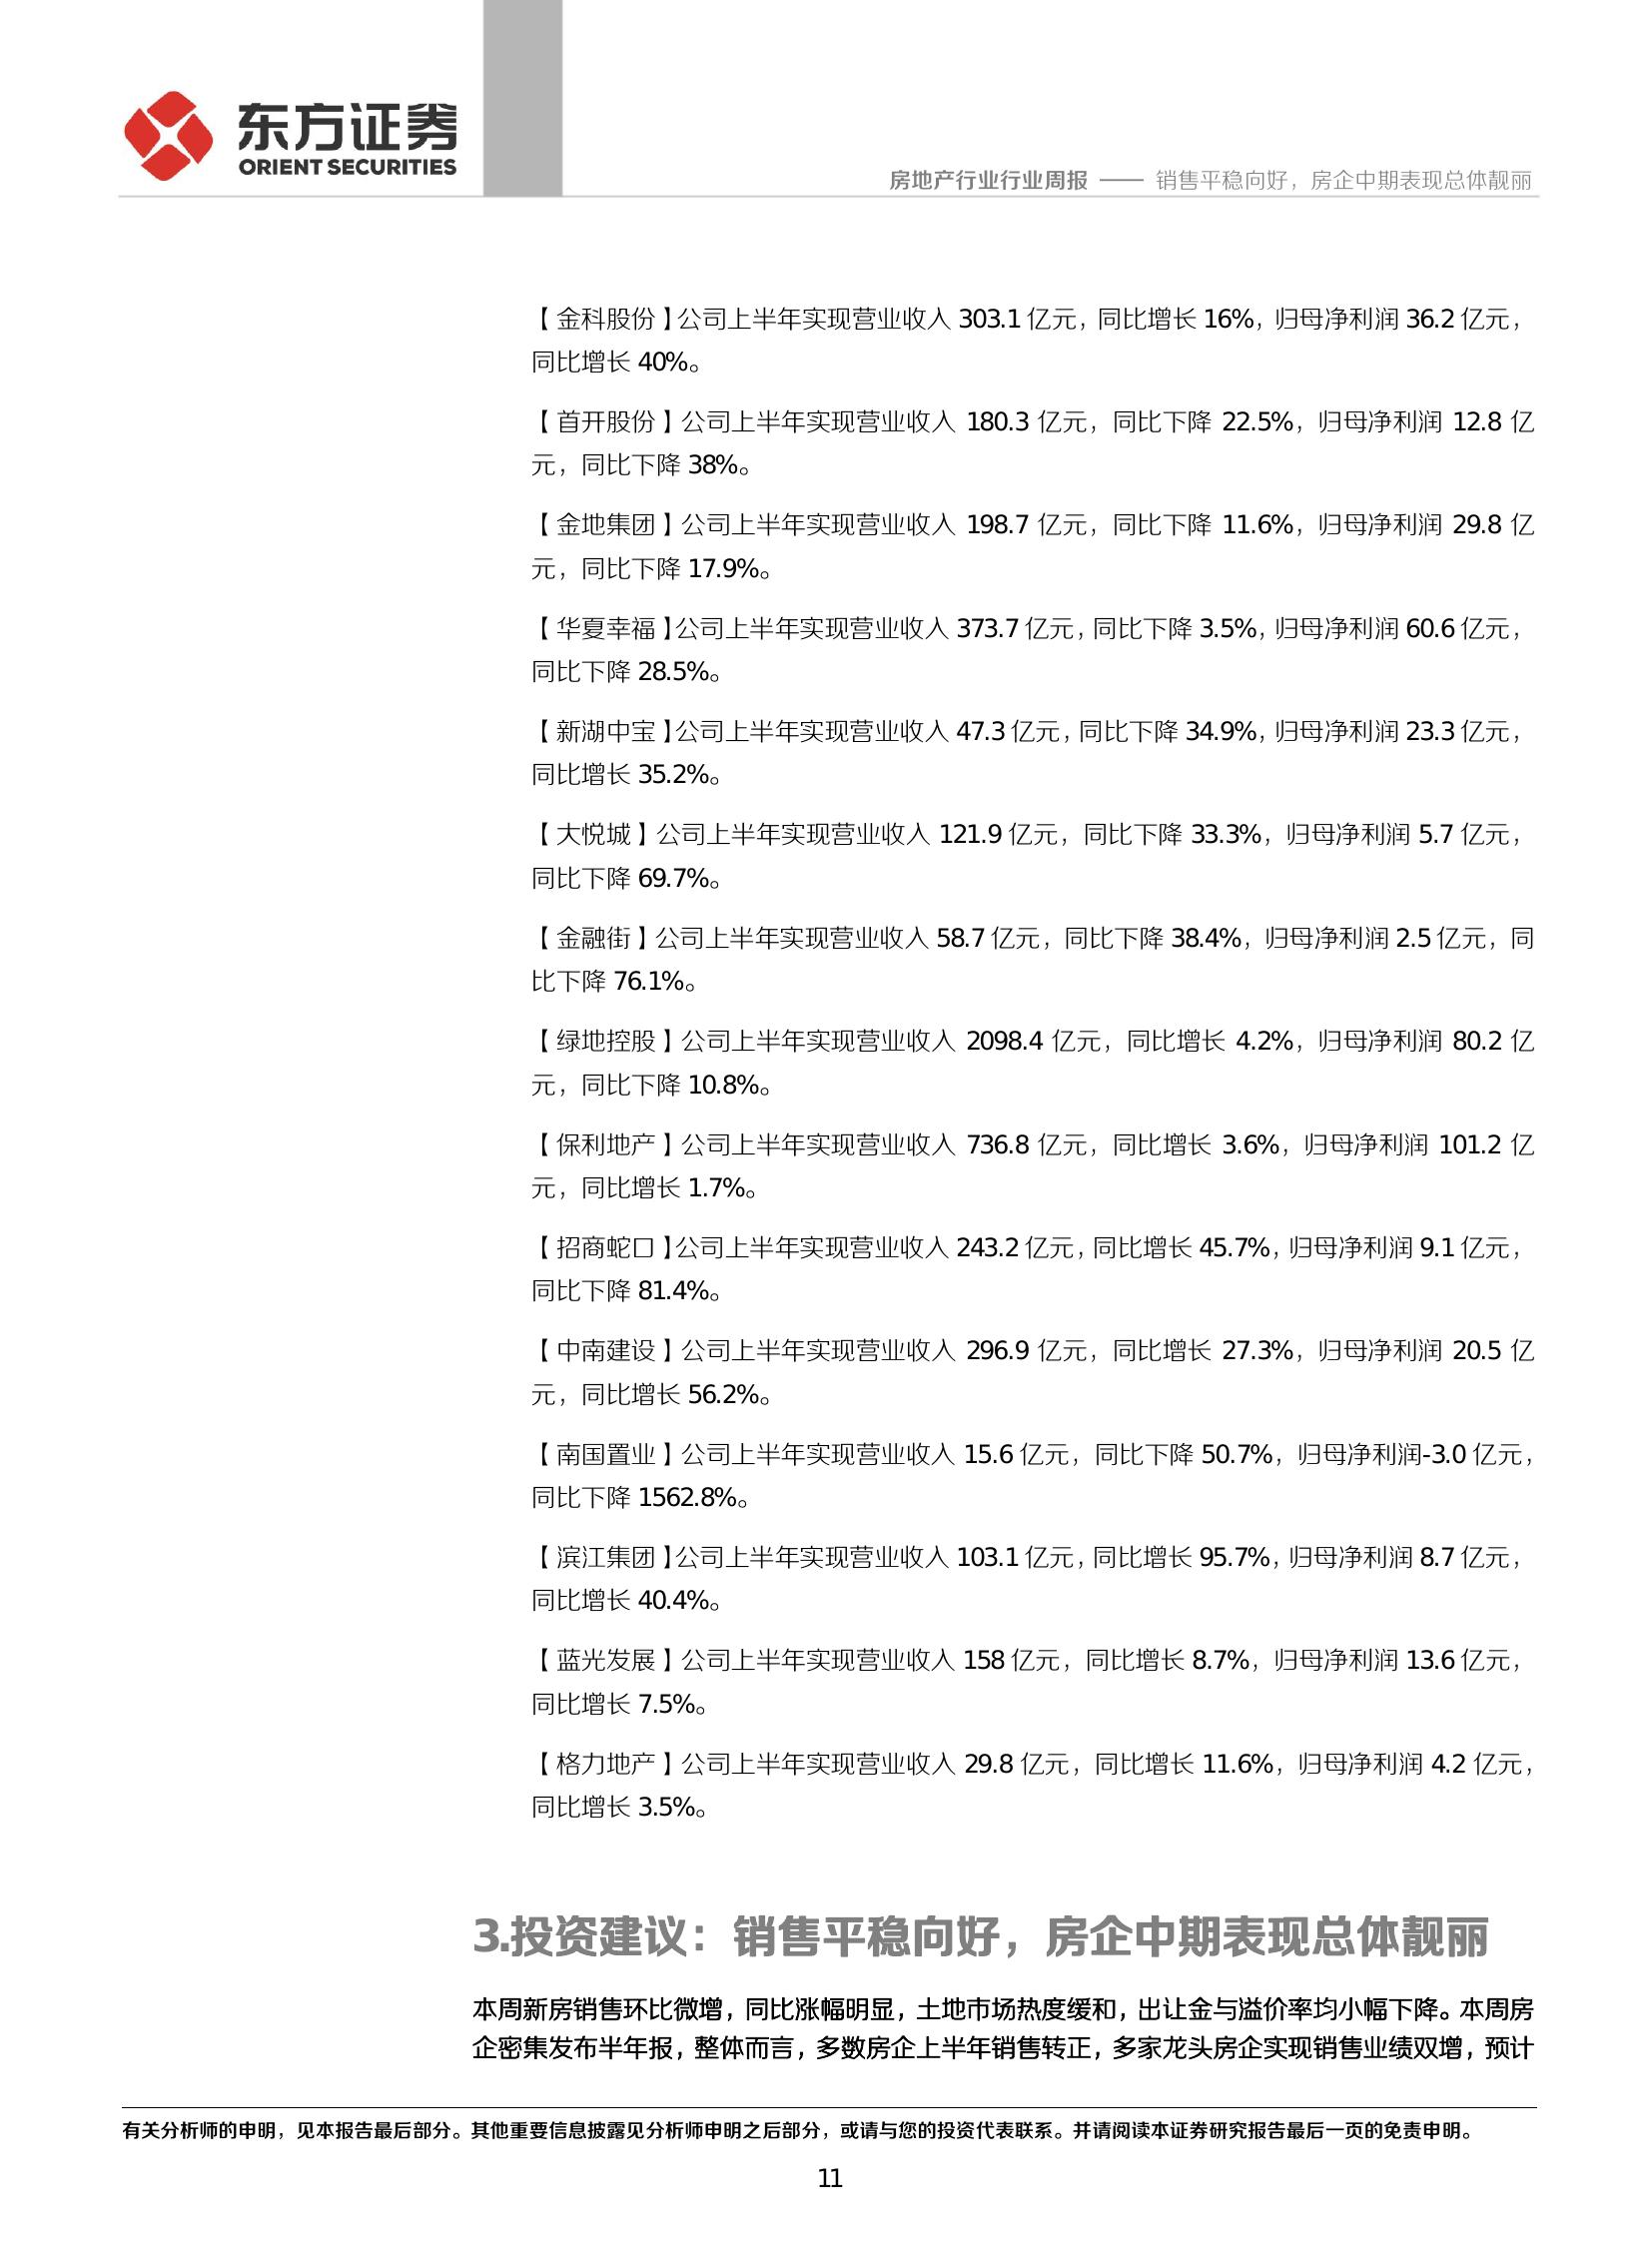 东方证券
ORIENT SECURITIES
房地产行业行业周报 —— 销售平稳向好，房企中期表现总体靓丽
【金科股份】公司上半年实现营业收入 303.1 亿元，同比增长 16%，归母净利润 36.2 亿元，
同比增长 40%。
【首开股份】公司上半年实现营业收入 180.3 亿元，同比下降 22.5%，归母净利润 12.8 亿
元，同比下降 38%。
【金地集团】公司上半年实现营业收入 198.7 亿元，同比下降 11.6%，归母净利润 29.8 亿
元，同比下降 17.9%。
【华夏幸福】公司上半年实现营业收入 373.7 亿元，同比下降 3.5%，归母净利润 60.6 亿元，
同比下降 28.5%。
【新湖中宝】公司上半年实现营业收入 47.3 亿元，同比下降 34.9%，归母净利润 23.3 亿元，
同比增长 35.2%。
【大悦城】公司上半年实现营业收入 121.9 亿元，同比下降 33.3%，归母净利润 5.7 亿元，
同比下降 69.7%。
【金融街】公司上半年实现营业收入 58.7 亿元，同比下降 38.4%，归母净利润 2.5 亿元，同
比下降 76.1%。
【绿地控股】公司上半年实现营业收入 2098.4 亿元，同比增长 4.2%，归母净利润 80.2 亿
元，同比下降 10.8%。
【保利地产】公司上半年实现营业收入 736.8 亿元，同比增长 3.6%，归母净利润 101.2 亿
元，同比增长 1.7%。
【招商蛇口】公司上半年实现营业收入 243.2 亿元，同比增长 45.7%，归母净利润 9.1 亿元，
同比下降 81.4%。
【中南建设】公司上半年实现营业收入 296.9 亿元，同比增长 27.3%，归母净利润 20.5 亿
元，同比增长 56.2%。
【南国置业】公司上半年实现营业收入 15.6 亿元，同比下降 50.7%，归母净利润-3.0 亿元，
同比下降 1562.8%。
【滨江集团】公司上半年实现营业收入 103.1 亿元，同比增长 95.7%，归母净利润 8.7 亿元，
同比增长 40.4%。
【蓝光发展】公司上半年实现营业收入 158 亿元，同比增长 8.7%，归母净利润 13.6 亿元，
同比增长 7.5%。
【格力地产】公司上半年实现营业收入 29.8 亿元，同比增长 11.6%，归母净利润 4.2 亿元，
同比增长 3.5%。
3.投资建议：销售平稳向好，房企中期表现总体靓丽
本周新房销售环比微增，同比涨幅明显，土地市场热度缓和，出让金与溢价率均小幅下降。本周房
企密集发布半年报，整体而言，多数房企上半年销售转正，多家龙头房企实现销售业绩双增，预计
有关分析师的申明，见本报告最后部分。其他重要信息披露见分析师申明之后部分，或请与您的投资代表联系。并请阅读本证券研究报告最后一页的免责申明。
11